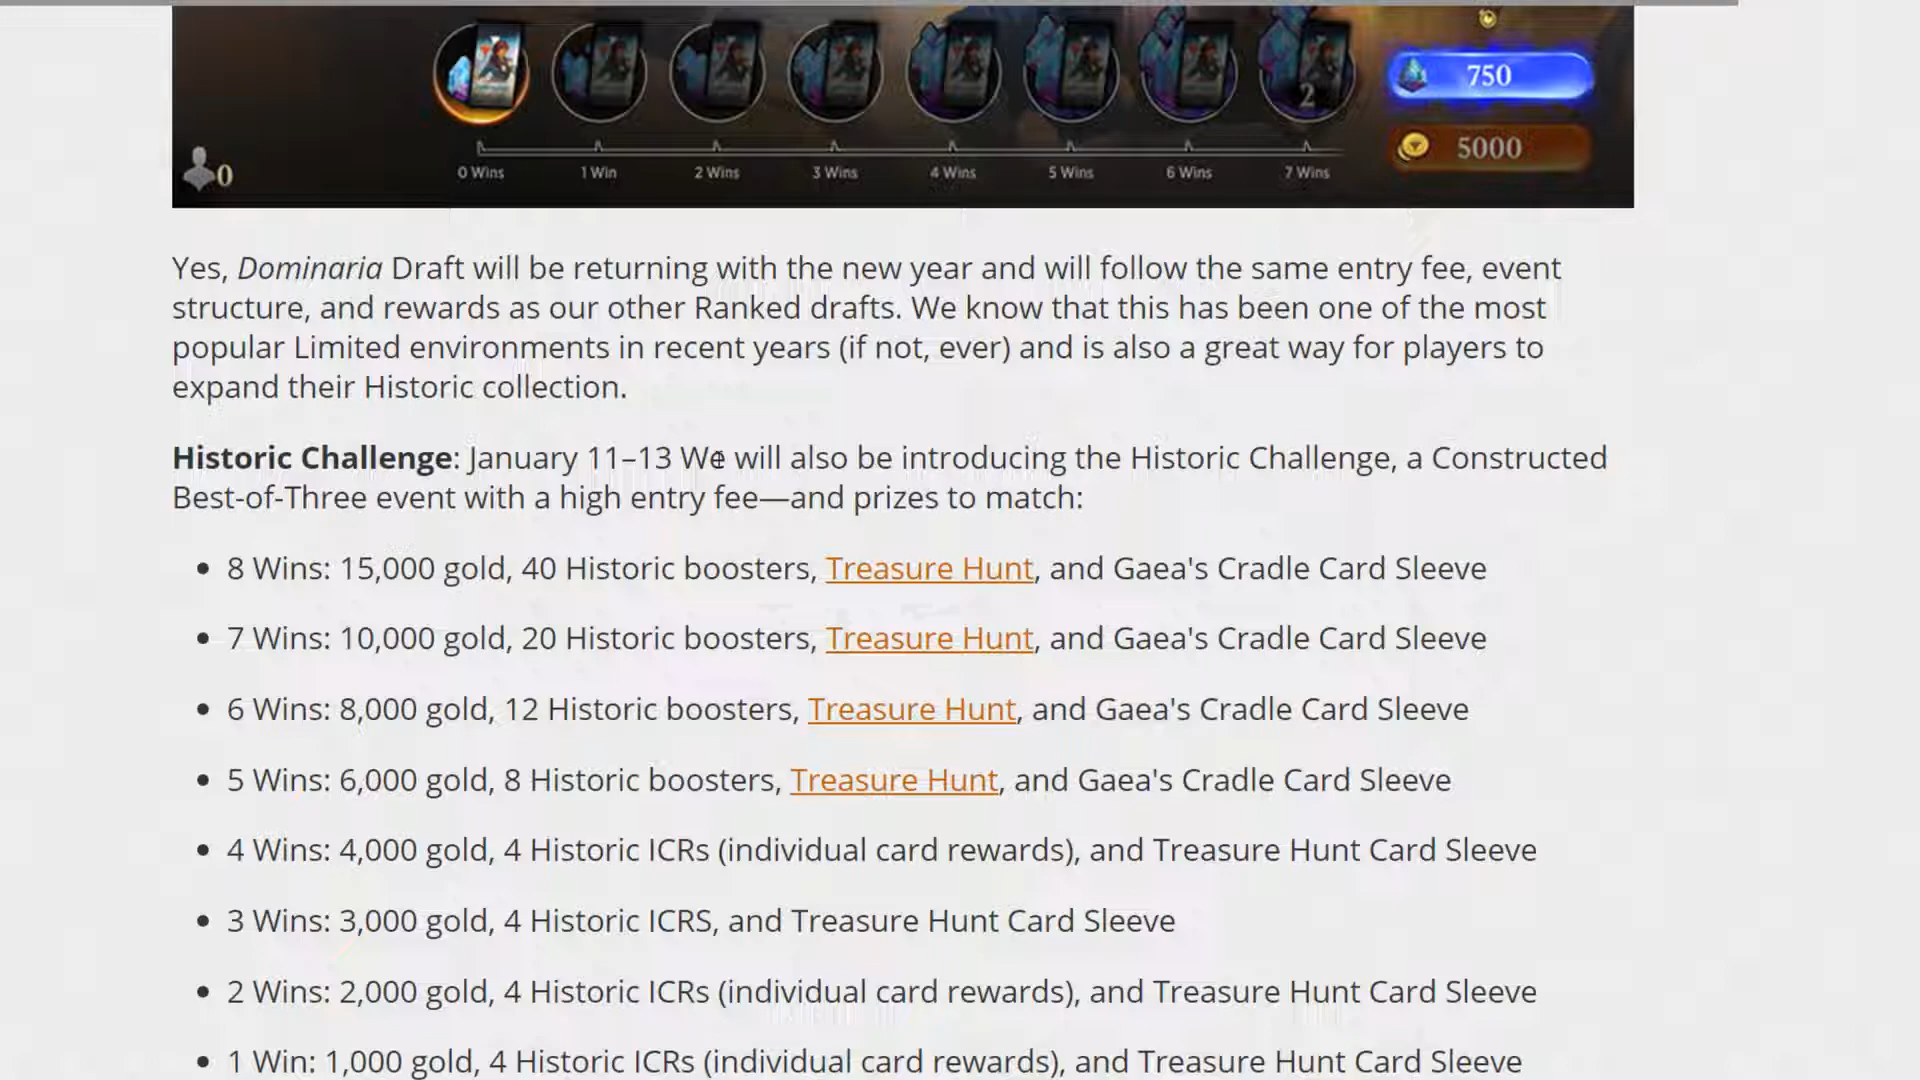 2
750
5000
0
0 Wins
1 Win
2 Wins
3 Wins
4 Wins
5 Wins
6 Wins
7 Wins
Yes, Dominaria Draft will be returning with the new year and will follow the same entry fee, event
structure, and rewards as our other Ranked drafts. We know that this has been one of the most
popular Limited environments in recent years (if not, ever) and is also a great way for players to
expand their Historic collection.
Historic Challenge: January 11–13 We will also be introducing the Historic Challenge, a Constructed
Best-of-Three event with a high entry fee—and prizes to match:
8 Wins: 15,000 gold, 40 Historic boosters, Treasure Hunt, and Gaea's Cradle Card Sleeve
7 Wins: 10,000 gold, 20 Historic boosters, Treasure Hunt, and Gaea's Cradle Card Sleeve
6 Wins: 8,000 gold, 12 Historic boosters, Treasure Hunt, and Gaea's Cradle Card Sleeve
5 Wins: 6,000 gold, 8 Historic boosters, Treasure Hunt, and Gaea's Cradle Card Sleeve
4 Wins: 4,000 gold, 4 Historic ICRs (individual card rewards), and Treasure Hunt Card Sleeve
3 Wins: 3,000 gold, 4 Historic ICRS, and Treasure Hunt Card Sleeve
2 Wins: 2,000 gold, 4 Historic ICRs (individual card rewards), and Treasure Hunt Card Sleeve
1 Win: 1,000 gold, 4 Historic ICRs (individual card rewards), and Treasure Hunt Card Sleeve